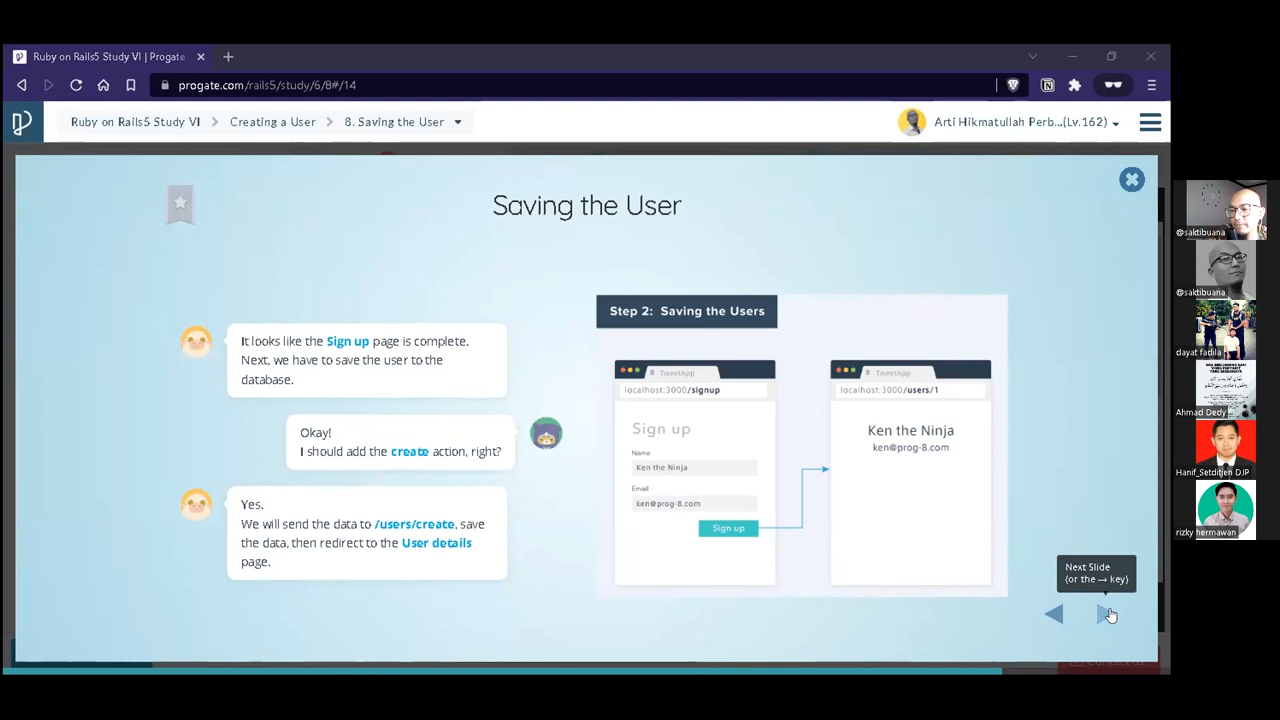 Ruby on Rails5 Study VI | Progate
progate.com/rails5/study/6/8#/14
Ruby on Rails5 Study VI
Creating a User
8. Saving the User
Arti Hikmatullah Perb...(Lv.162)
Saving the User
It looks like the Sign up page is complete.
Next, we have to save the user to the
database.
Okay!
I should add the create action, right?
Yes.
We will send the data to /users/create, save
the data, then redirect to the User details
page.
Step 2: Saving the Users
TweetApp
localhost:3000/signup
Sign up
Name
Ken the Ninja
Email
ken@prog-8.com
Sign up
TweetApp
localhost:3000/users/1
Ken the Ninja
ken@prog-8.com
Next Slide
(or the → key)
Contact us
@saktibuana
@saktibuana
dayat fadila
Ahmad Dedy
Hanif_Setditjen DJP
rizky hermawan